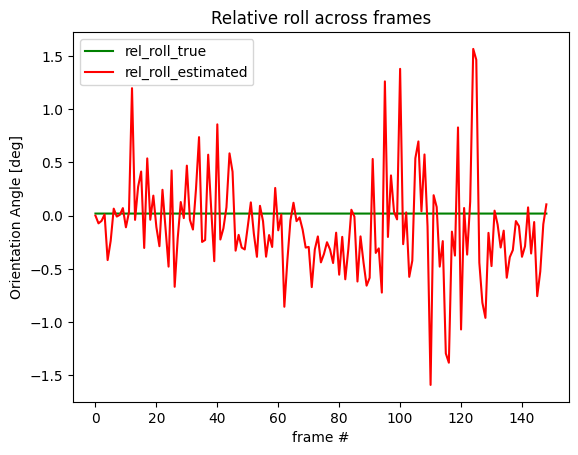 Relative roll across frames
rel_roll_true
rel_roll_estimated
Orientation Angle [deg]
1.5
1.0
0.5
0.0
−0.5
−1.0
−1.5
0 20 40 60 80 100 120 140
frame #